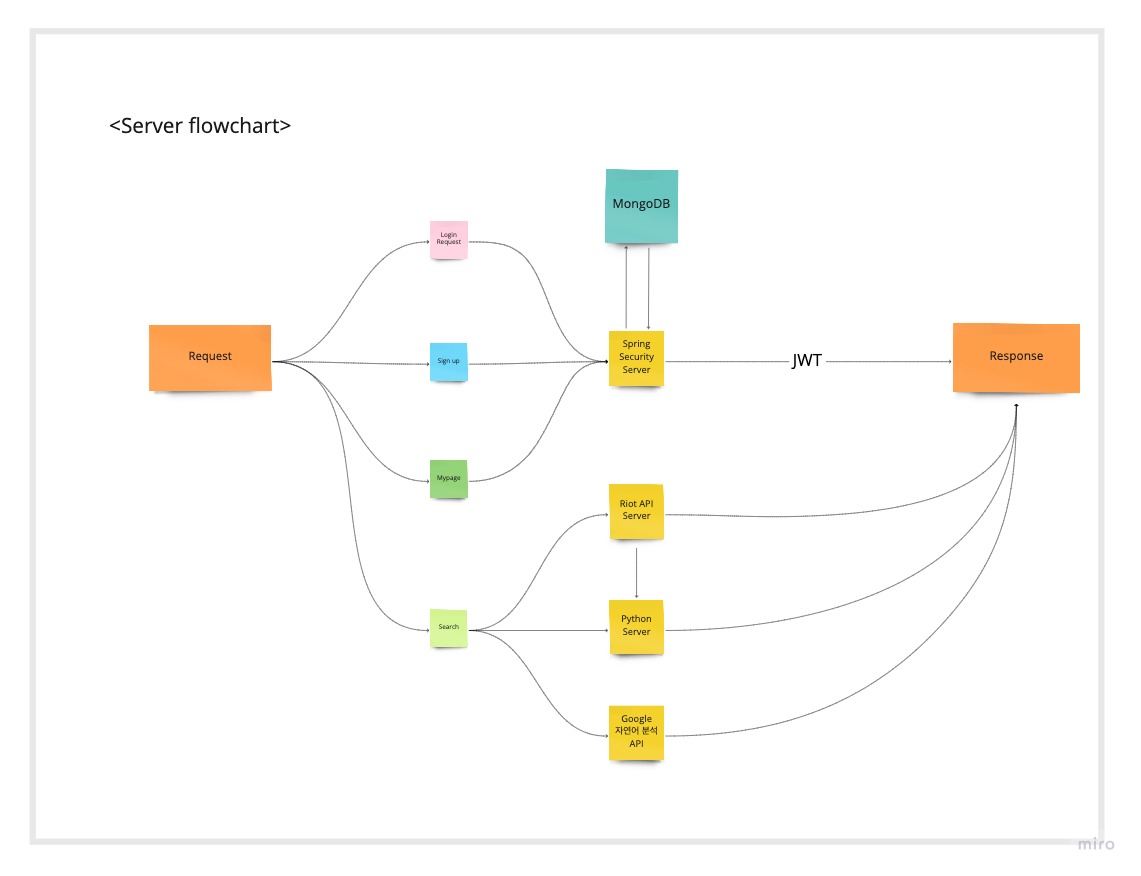 <Server flowchart>
MongoDB
Login
Request
Request
Sign up
Spring
Security
Server
JWT
Response
Mypage
Riot API
Server
Search
Python
Server
Google
자연어 분석
API
miro